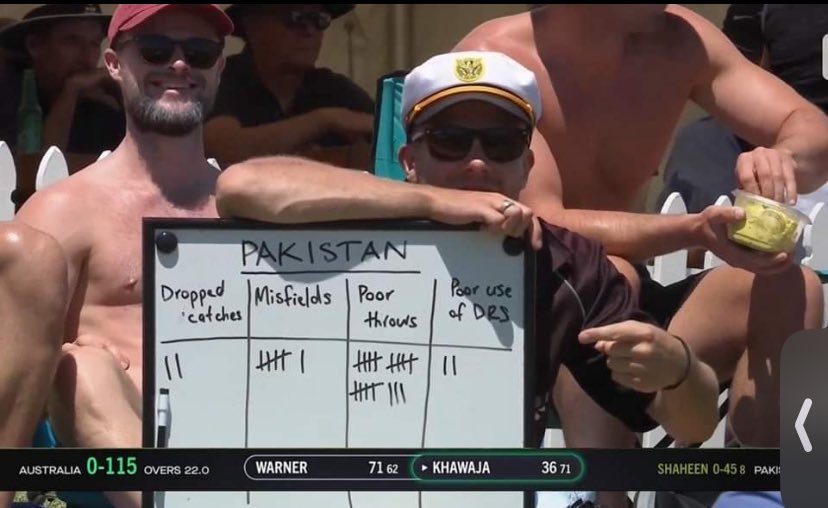 PAKISTAN
Dropped catches
Misfields
Poor throws
Poor use of DRS
AUSTRALIA 0-115 OVERS 22.0
WARNER 71 62
▸ KHAWAJA 36 71
SHAHEEN 0-45 8 PAKI